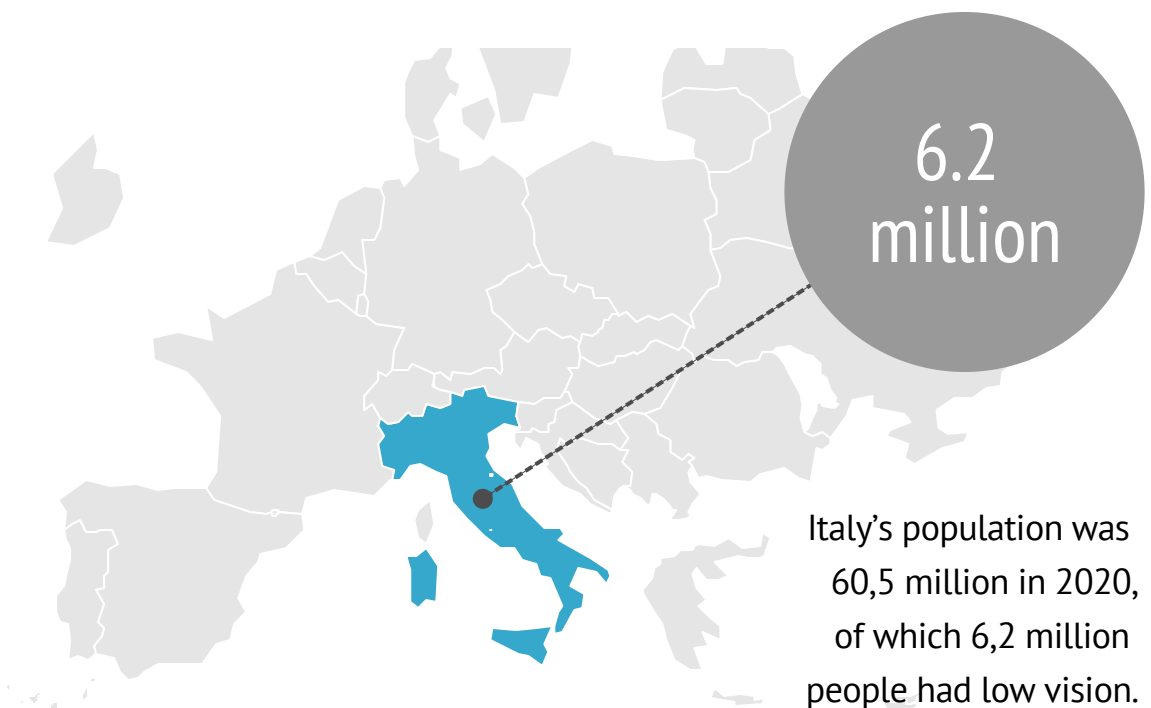 6.2
million
Italy’s population was
60,5 million in 2020,
of which 6,2 million
people had low vision.